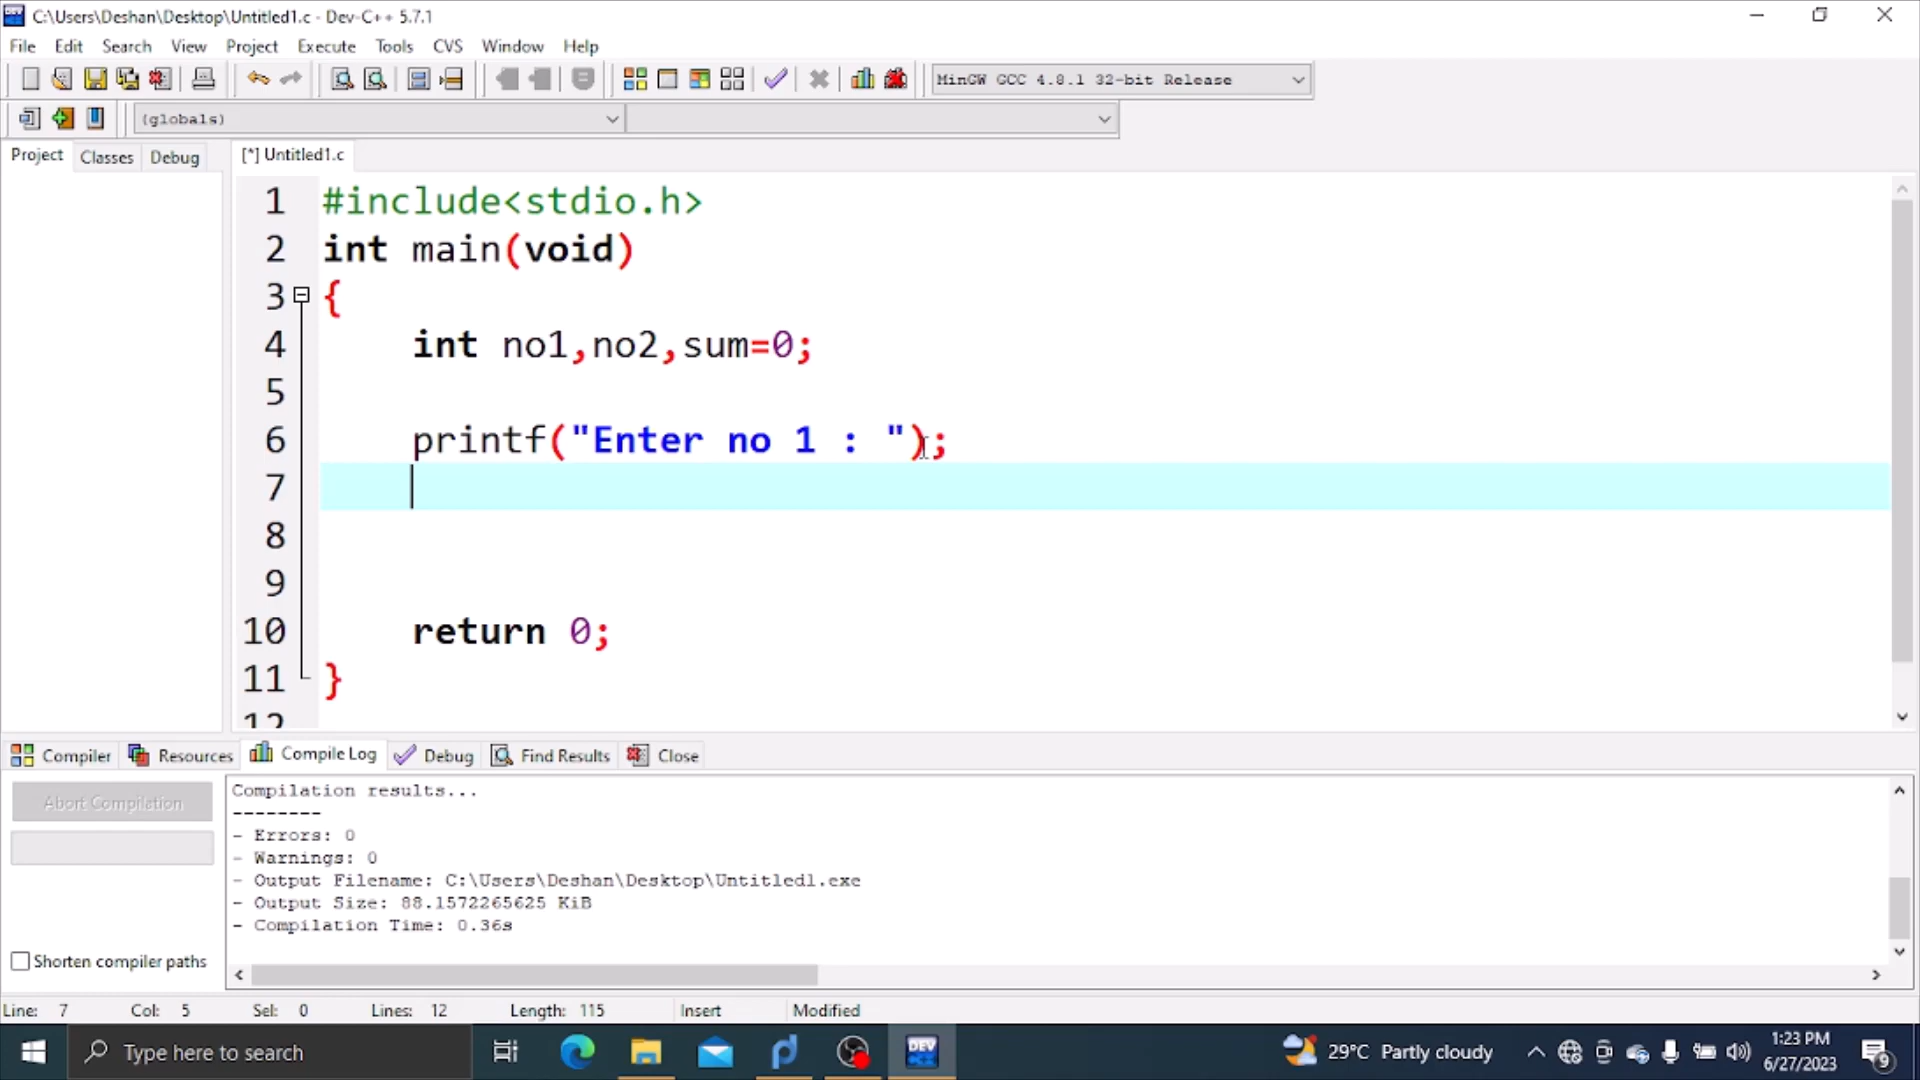 C:\Users\Deshan\Desktop\Untitled1.c - Dev-C++ 5.7.1
File Edit Search View Project Execute Tools CVS Window Help
MinGW GCC 4.8.1 32-bit Release
(globals)
Project Classes Debug [*] Untitled1.c
1 #include<stdio.h>
2 int main(void)
3 {
4 int no1,no2,sum=0;
5
6 printf("Enter no 1 : ");
7
8
9
10 return 0;
11 }
12
Compiler Resources Compile Log Debug Find Results Close
Abort Compilation
Compilation results...
--------
- Errors: 0
- Warnings: 0
- Output Filename: C:\Users\Deshan\Desktop\Untitled1.exe
- Output Size: 88.1572265625 KiB
- Compilation Time: 0.36s
Shorten compiler paths
Line: 7 Col: 5 Sel: 0 Lines: 12 Length: 115 Insert Modified
Type here to search
DEV
29°C Partly cloudy
1:23 PM
6/27/2023
9